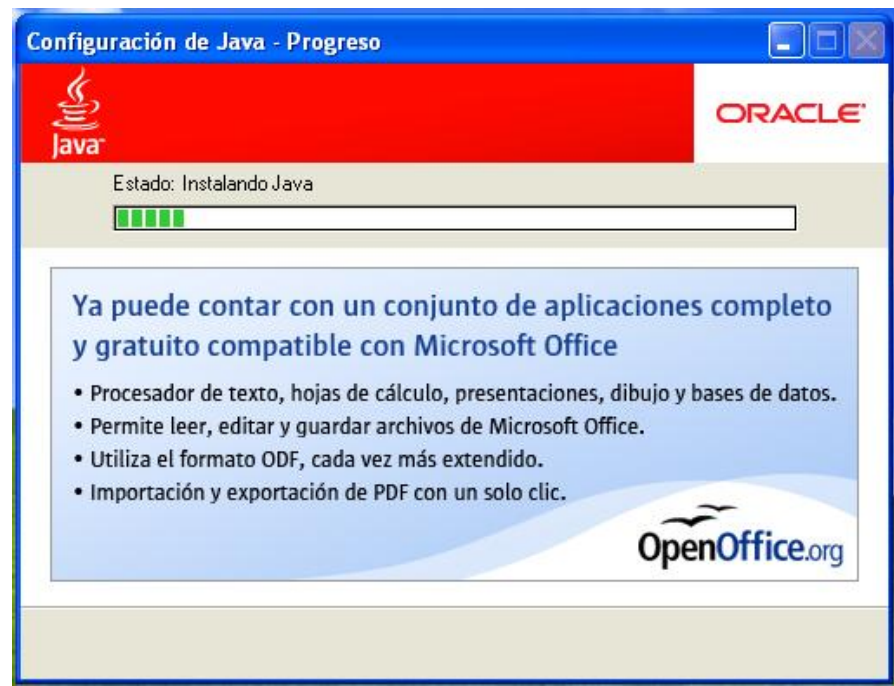 Configuración de Java - Progreso
Java
ORACLE
Estado: Instalando Java
Ya puede contar con un conjunto de aplicaciones completo
y gratuito compatible con Microsoft Office
• Procesador de texto, hojas de cálculo, presentaciones, dibujo y bases de datos.
• Permite leer, editar y guardar archivos de Microsoft Office.
• Utiliza el formato ODF, cada vez más extendido.
• Importación y exportación de PDF con un solo clic.
OpenOffice.org